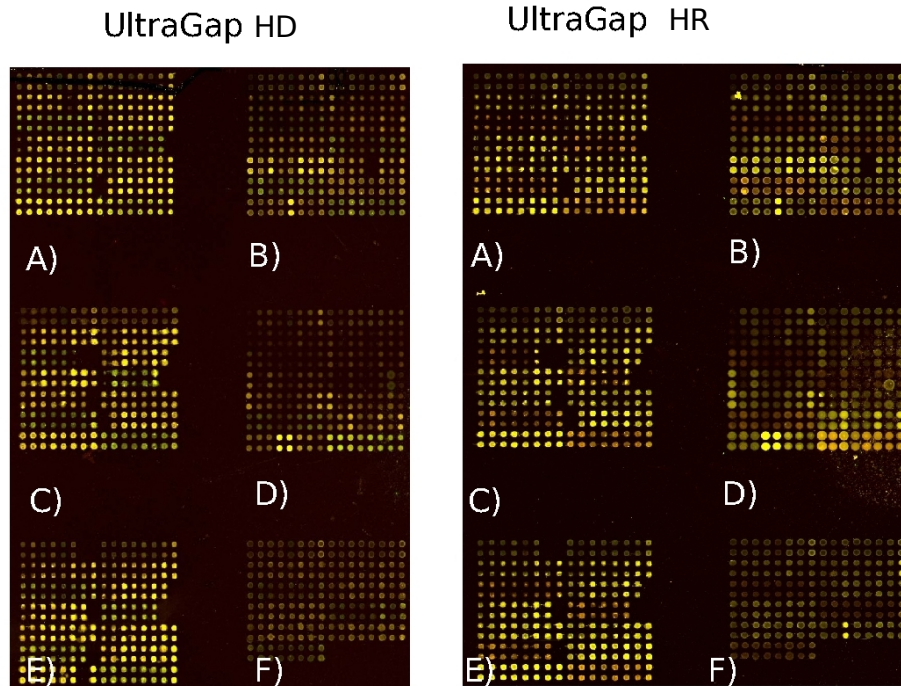 UltraGap HD
UltraGap HR
A)
B)
A)
B)
C)
D)
C)
D)
E)
F)
E)
F)